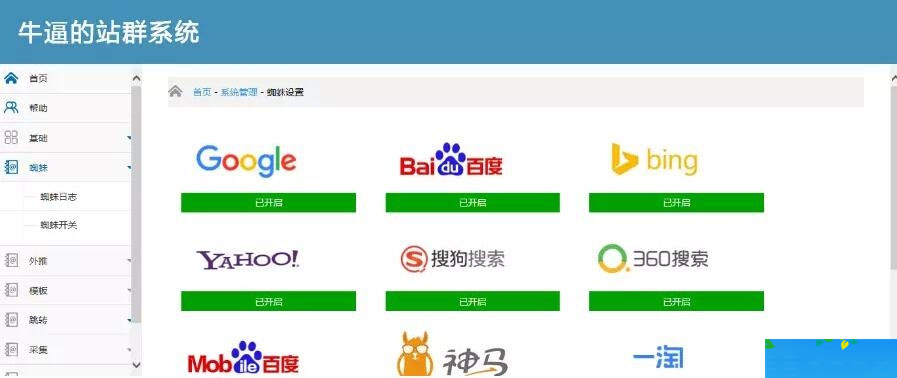 牛逼的站群系统
首页
帮助
基础
蜘蛛
蜘蛛日志
蜘蛛开关
外推
模板
跳转
采集
首页 - 系统管理 - 蜘蛛设置
Google
Bai du 百度
bing
已开启
已开启
已开启
YAHOO!
搜狗搜索
360搜索
已开启
已开启
已开启
Mobile百度
神马
一淘